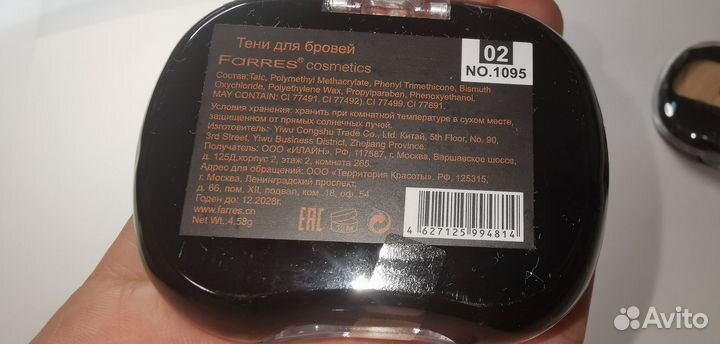 Тени для бровей
FARRES® cosmetics
02
NO.1095
Состав:Talc, Polymethyl Methacrylate, Phenyl Trimethicone, Bismuth
Oxychloride, Polyethylene Wax, Propylparaben, Phenoxyethanol.
MAY CONTAIN: CI 77491, CI 77492), CI 77499, CI 77891.
Условия хранения: хранить при комнатной температуре в сухом месте,
защищенном от прямых солнечных лучей.
Изготовитель: Yiwu Congshu Trade Co., Ltd. Китай, 5th Floor, No. 90,
3rd Street, Yiwu Business District, Zhejiang Province.
Получатель: ООО «ИЛАЙН», РФ, 117587, г. Москва, Варшавское шоссе,
д. 125Д,корпус 2, этаж 2, комната 265.
Адрес для обращений: ООО «Территория Красоты», РФ, 125315,
г. Москва, Ленинградский проспект,
д. 66, пом. XII, подвал, ком. 18, оф. 54
Годен до 12.2028г.
www.farres.cn
Net Wt.:4.58g
EAC
4 627125 994814
Avito